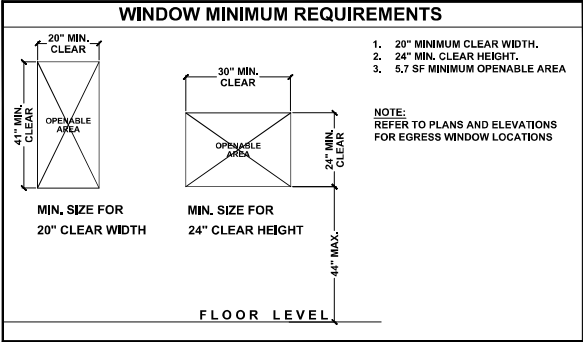 WINDOW MINIMUM REQUIREMENTS
20" MIN.
CLEAR
41" MIN.
CLEAR
OPENABLE
AREA
MIN. SIZE FOR
20" CLEAR WIDTH
30" MIN.
CLEAR
OPENABLE
AREA
24" MIN.
CLEAR
MIN. SIZE FOR
24" CLEAR HEIGHT
44" MAX.
FLOOR LEVEL
1. 20" MINIMUM CLEAR WIDTH.
2. 24" MIN. CLEAR HEIGHT.
3. 5.7 SF MINIMUM OPENABLE AREA
NOTE:
REFER TO PLANS AND ELEVATIONS
FOR EGRESS WINDOW LOCATIONS